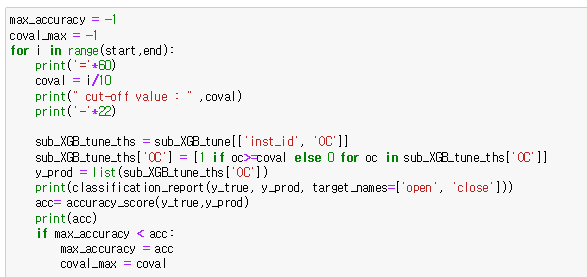 max_accuracy = -1
coval_max = -1
for i in range(start,end):
    print('='*60)
    coval = i/10
    print(" cut-off value : " ,coval)
    print('-'*22)

    sub_XGB_tune_ths = sub_XGB_tune[['inst_id', 'OC']]
    sub_XGB_tune_ths['OC'] = [1 if oc>=coval else 0 for oc in sub_XGB_tune_ths['OC']]
    y_prod = list(sub_XGB_tune_ths['OC'])
    print(classification_report(y_true, y_prod, target_names=['open', 'close']))
    acc= accuracy_score(y_true,y_prod)
    print(acc)
    if max_accuracy < acc:
        max_accuracy = acc
        coval_max = coval